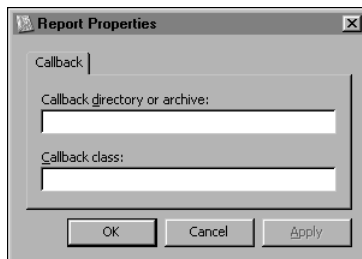 Report Properties
Callback
Callback directory or archive:
Callback class:
OK Cancel Apply